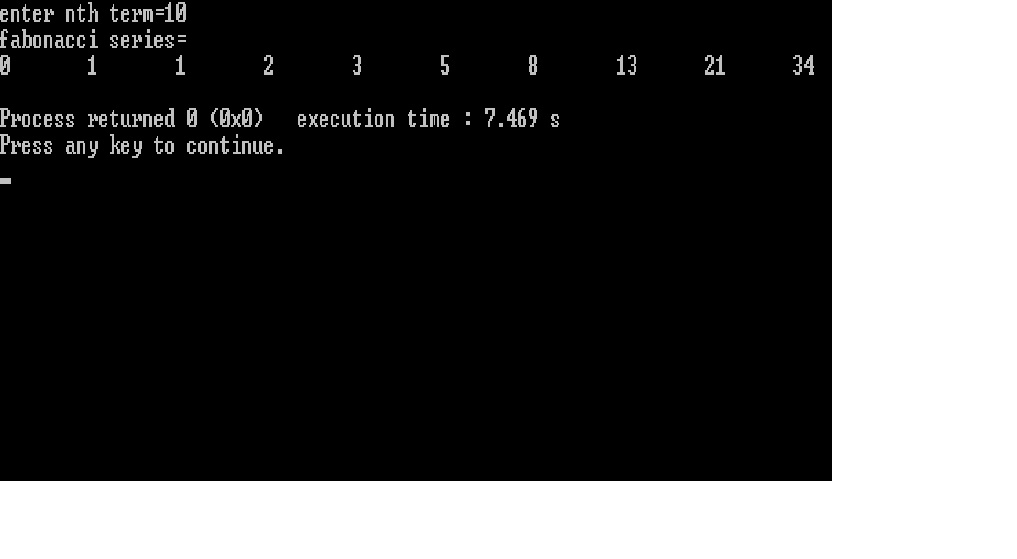 enter nth term=10
fabonacci series=
0 1 1 2 3 5 8 13 21 34
Process returned 0 (0x0) execution time : 7.469 s
Press any key to continue.